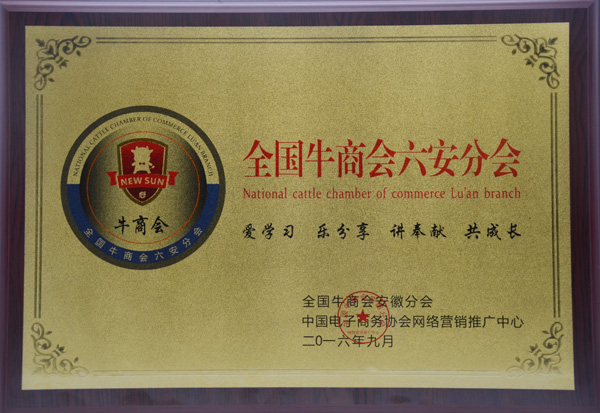 NATIONAL CATTLE CHAMBER OF COMMERCE LU'AN BRANCH
NEW SUN
牛商会
全国牛商会六安分会
全国牛商会六安分会
National cattle chamber of commerce Lu'an branch
爱学习 乐分享 讲奉献 共成长
全国牛商会安徽分会
中国电子商务协会网络营销推广中心
二〇一六年九月